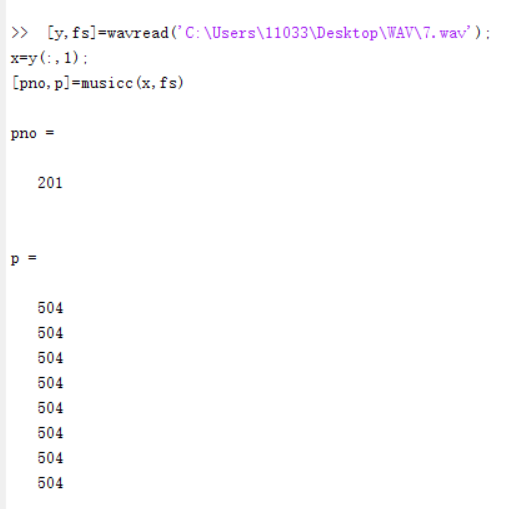 >> [y,fs]=wavread('C:\Users\11033\Desktop\WAV\7.wav');
x=y(:,1);
[pno,p]=musicc(x,fs)
pno =
201
p =
504
504
504
504
504
504
504
504